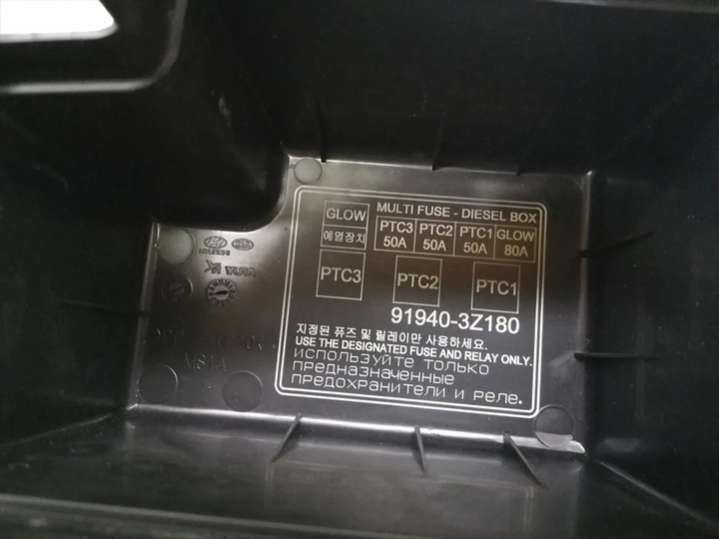 MULTI FUSE - DIESEL BOX
GLOW
예열장치
PTC3 50A
PTC2 50A
PTC1 50A
GLOW 80A
PTC3
PTC2
PTC1
91940-3Z180
지정된 퓨즈 및 릴레이만 사용하세요.
USE THE DESIGNATED FUSE AND RELAY ONLY.
используйте только
предназначенные
предохранители и реле.